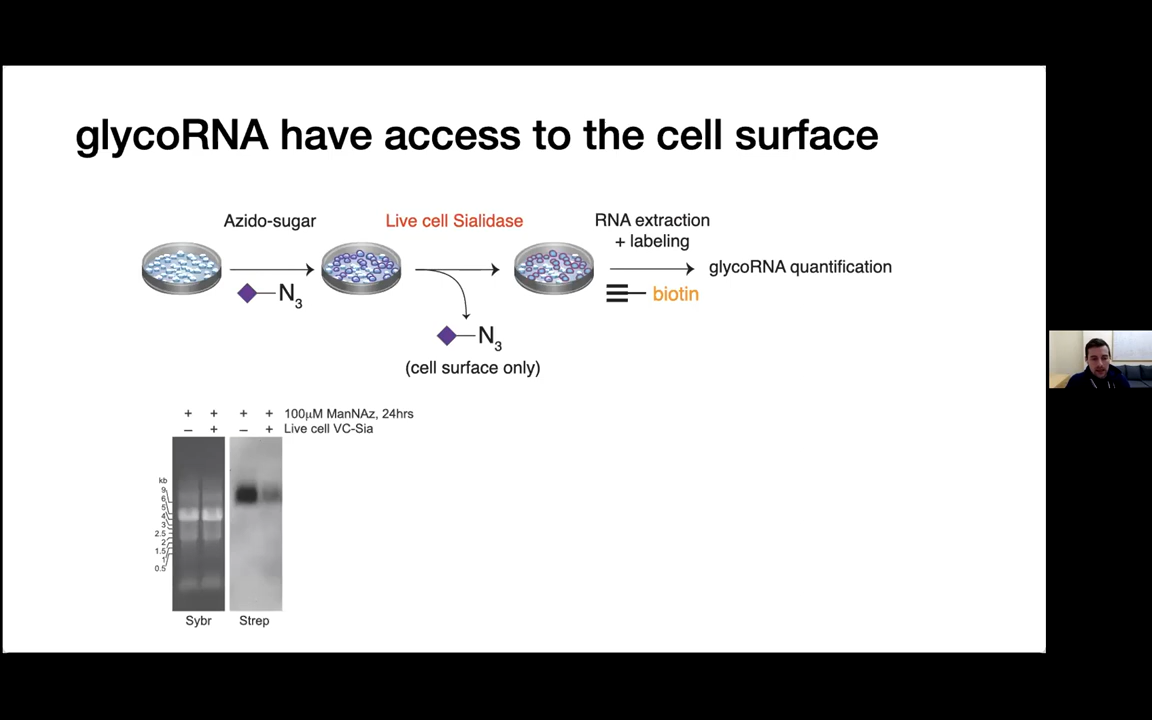 glycoRNA have access to the cell surface
Azido-sugar
Live cell Sialidase
RNA extraction
+ labeling
N3
biotin
glycoRNA quantification
N3
(cell surface only)
+ + + + 100μM ManNAz, 24hrs
– + – + Live cell VC-Sia
kb
9
6
5
4
3
2.5
2
1.5
1
0.5
Sybr
Strep